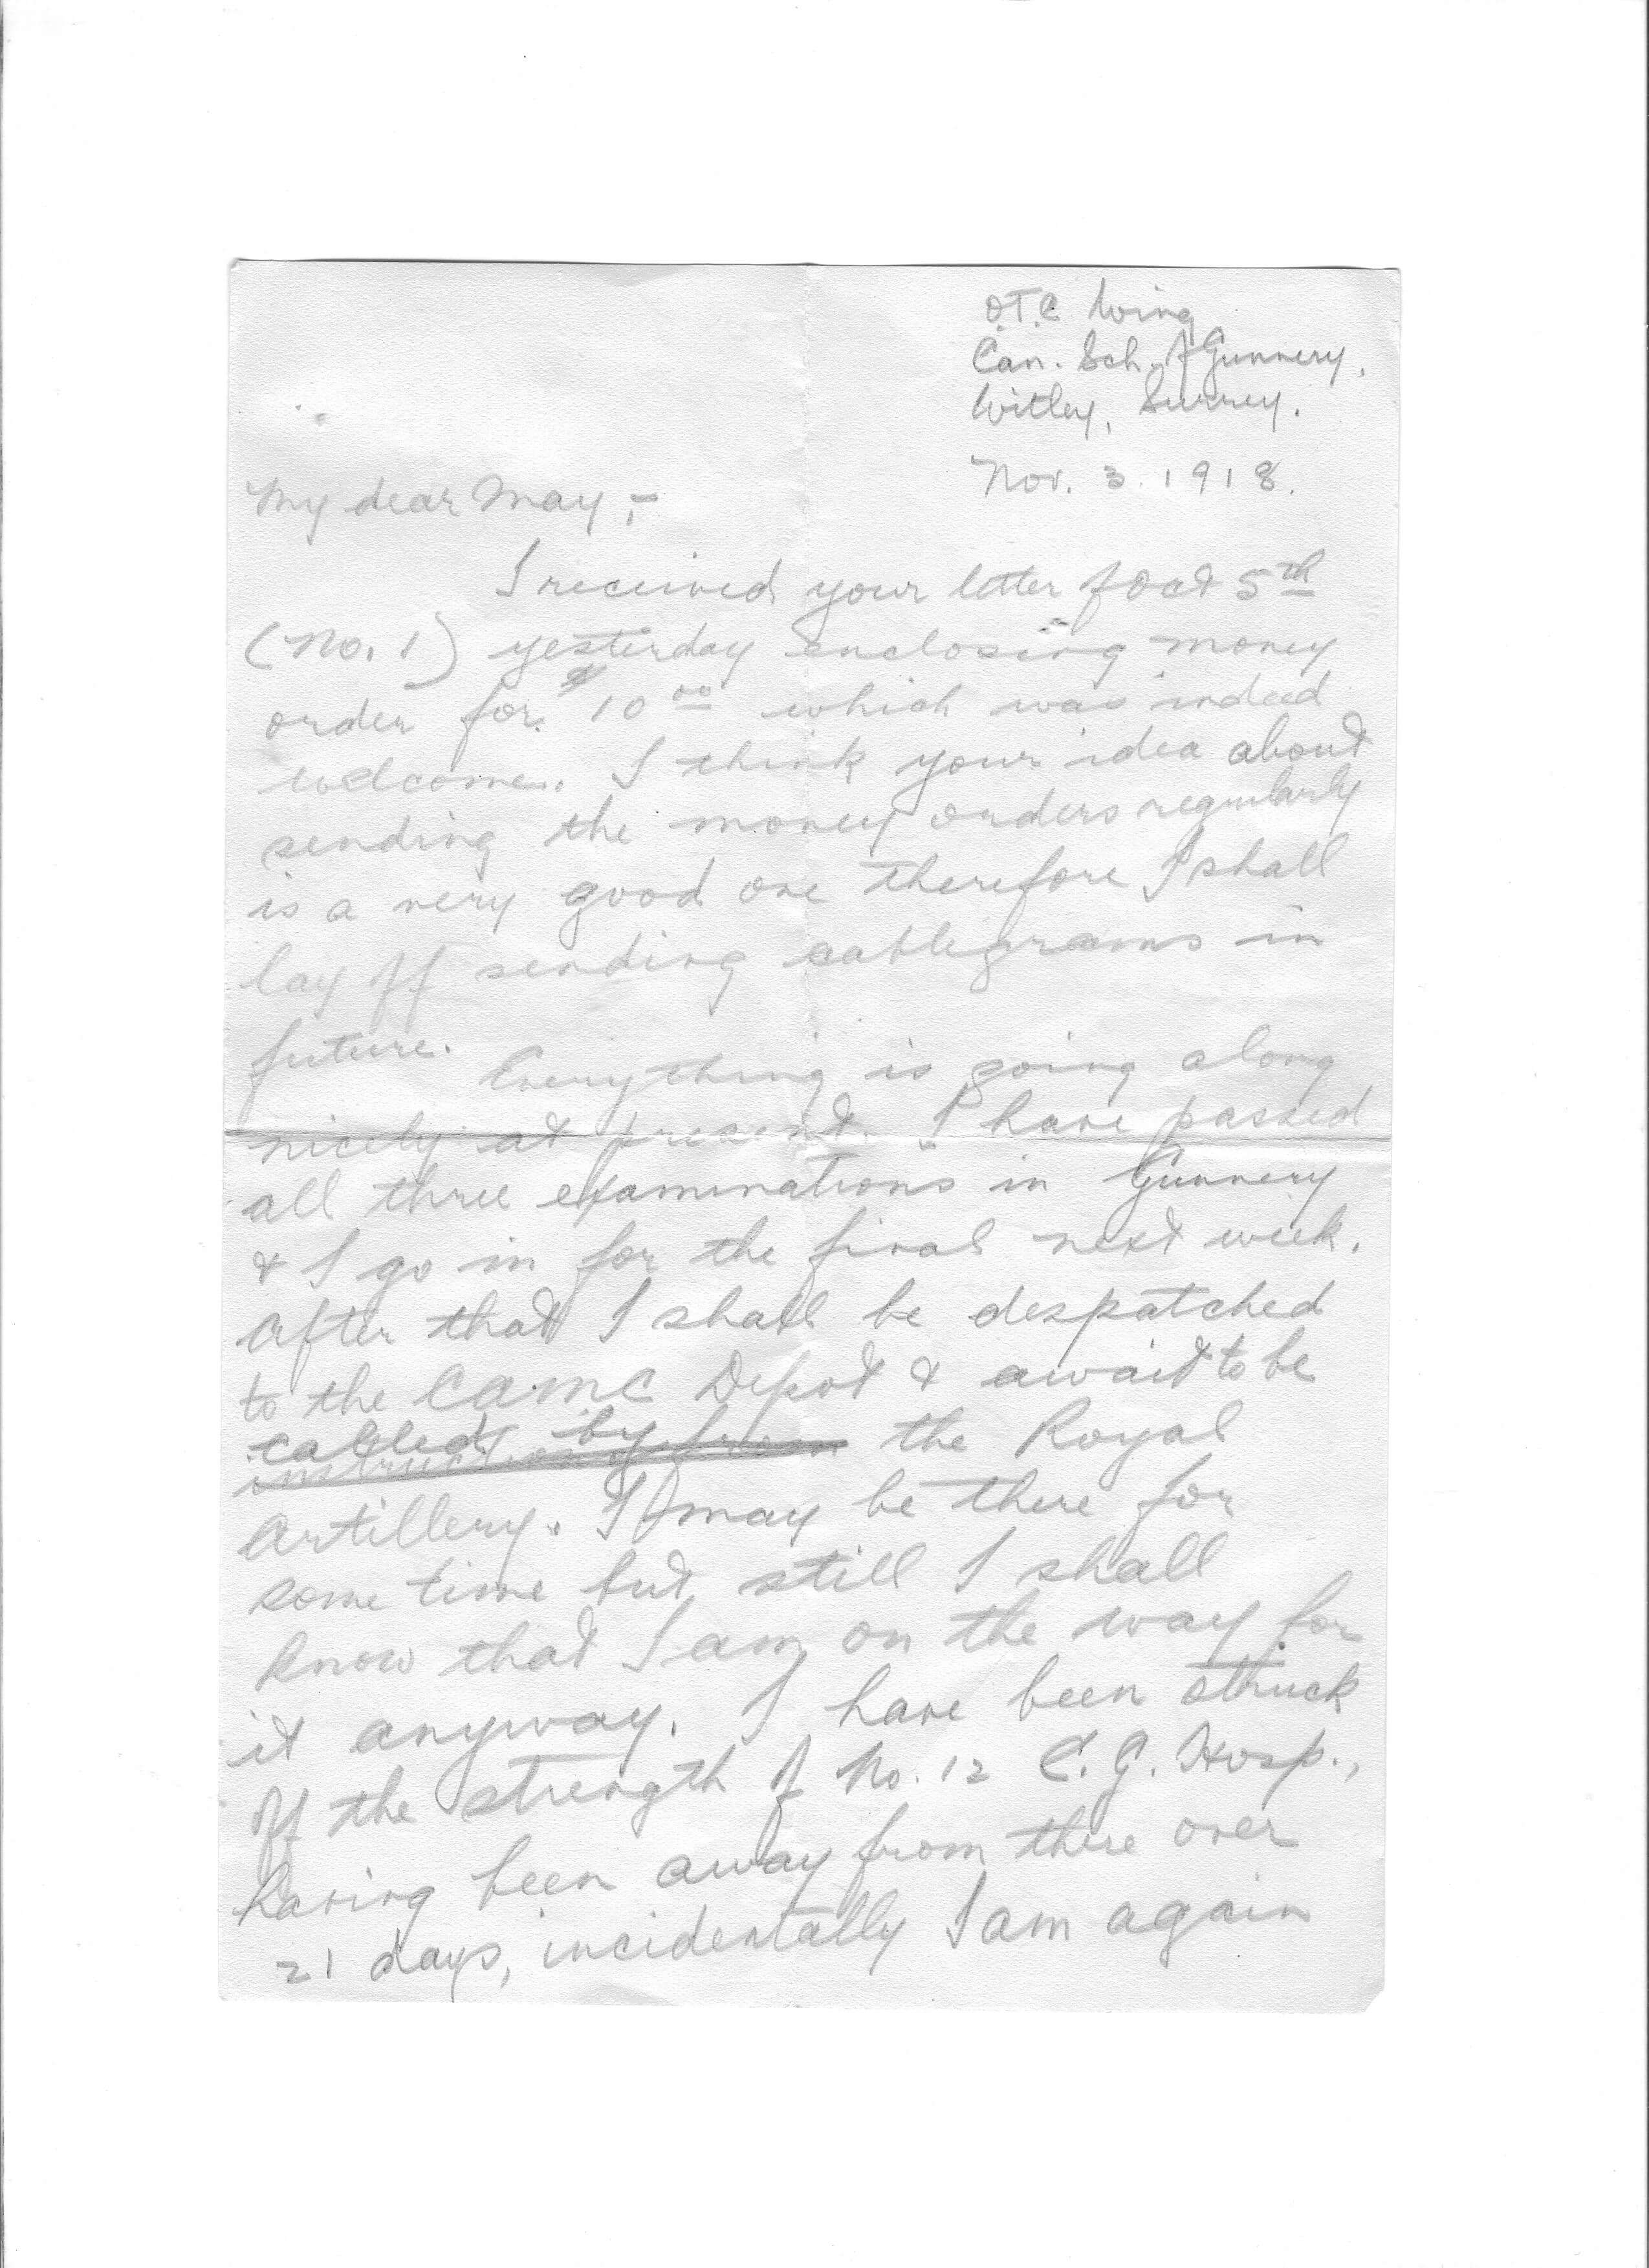 O.T.C Wing
Can. Sch. of Gunnery,
Witley, Surrey.
Nov. 3. 1918.
My dear May,-
I received your letter of Oct 5th
(No. 1) yesterday enclosing money
order for $10 00 which was indeed
welcome. I think your idea about
sending the money orders regularly
is a very good one therefore I shall
lay off sending cablegrams in
future.
Everything is going along
nicely at present. I have passed
all three examinations in Gunnery
& I go in for the final next week.
After that I shall be despatched
to the CAMC Depot & await to be
called by
instructions from the Royal
Artillery. I may be there for
some time but still I shall
know that I am on the way for
it anyway. I have been struck
off the strength of No. 12 C.G. Hosp.,
having been away from there over
21 days, incidentally I am again